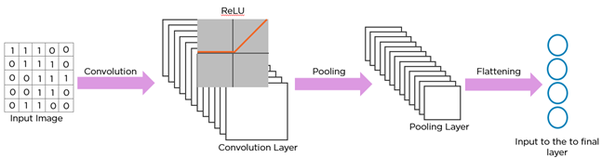 ReLU
1 1 1 0 0
0 1 1 1 0
0 0 1 1 1
0 0 1 1 0
0 1 1 0 0
Input Image
Convolution
Convolution Layer
Pooling
Pooling Layer
Flattening
Input to the to final
layer